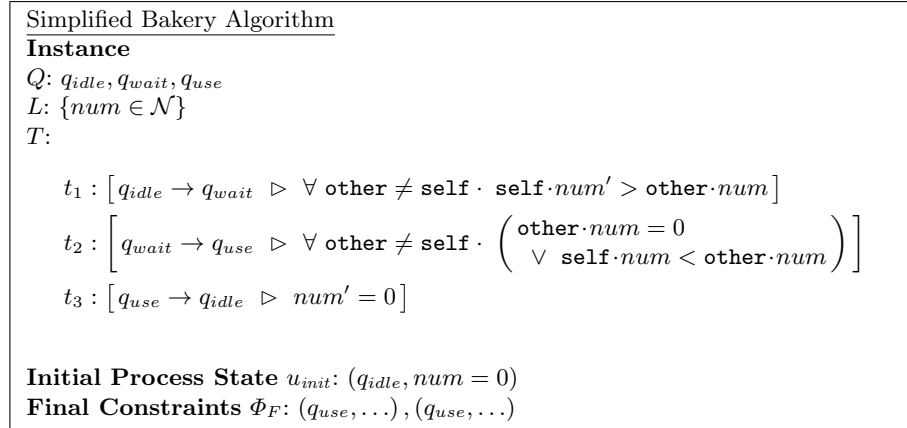 Simplified Bakery Algorithm
Instance
Q: q_idle, q_wait, q_use
L: {num ∈ 𝒩}
T:
t₁ : [ q_idle → q_wait ▷ ∀ other ≠ self · self·num′ > other·num ]
t₂ : [ q_wait → q_use ▷ ∀ other ≠ self · ( other·num = 0
∨ self·num < other·num ) ]
t₃ : [ q_use → q_idle ▷ num′ = 0 ]
Initial Process State u_init: (q_idle, num = 0)
Final Constraints Φ_F: (q_use, …) , (q_use, …)